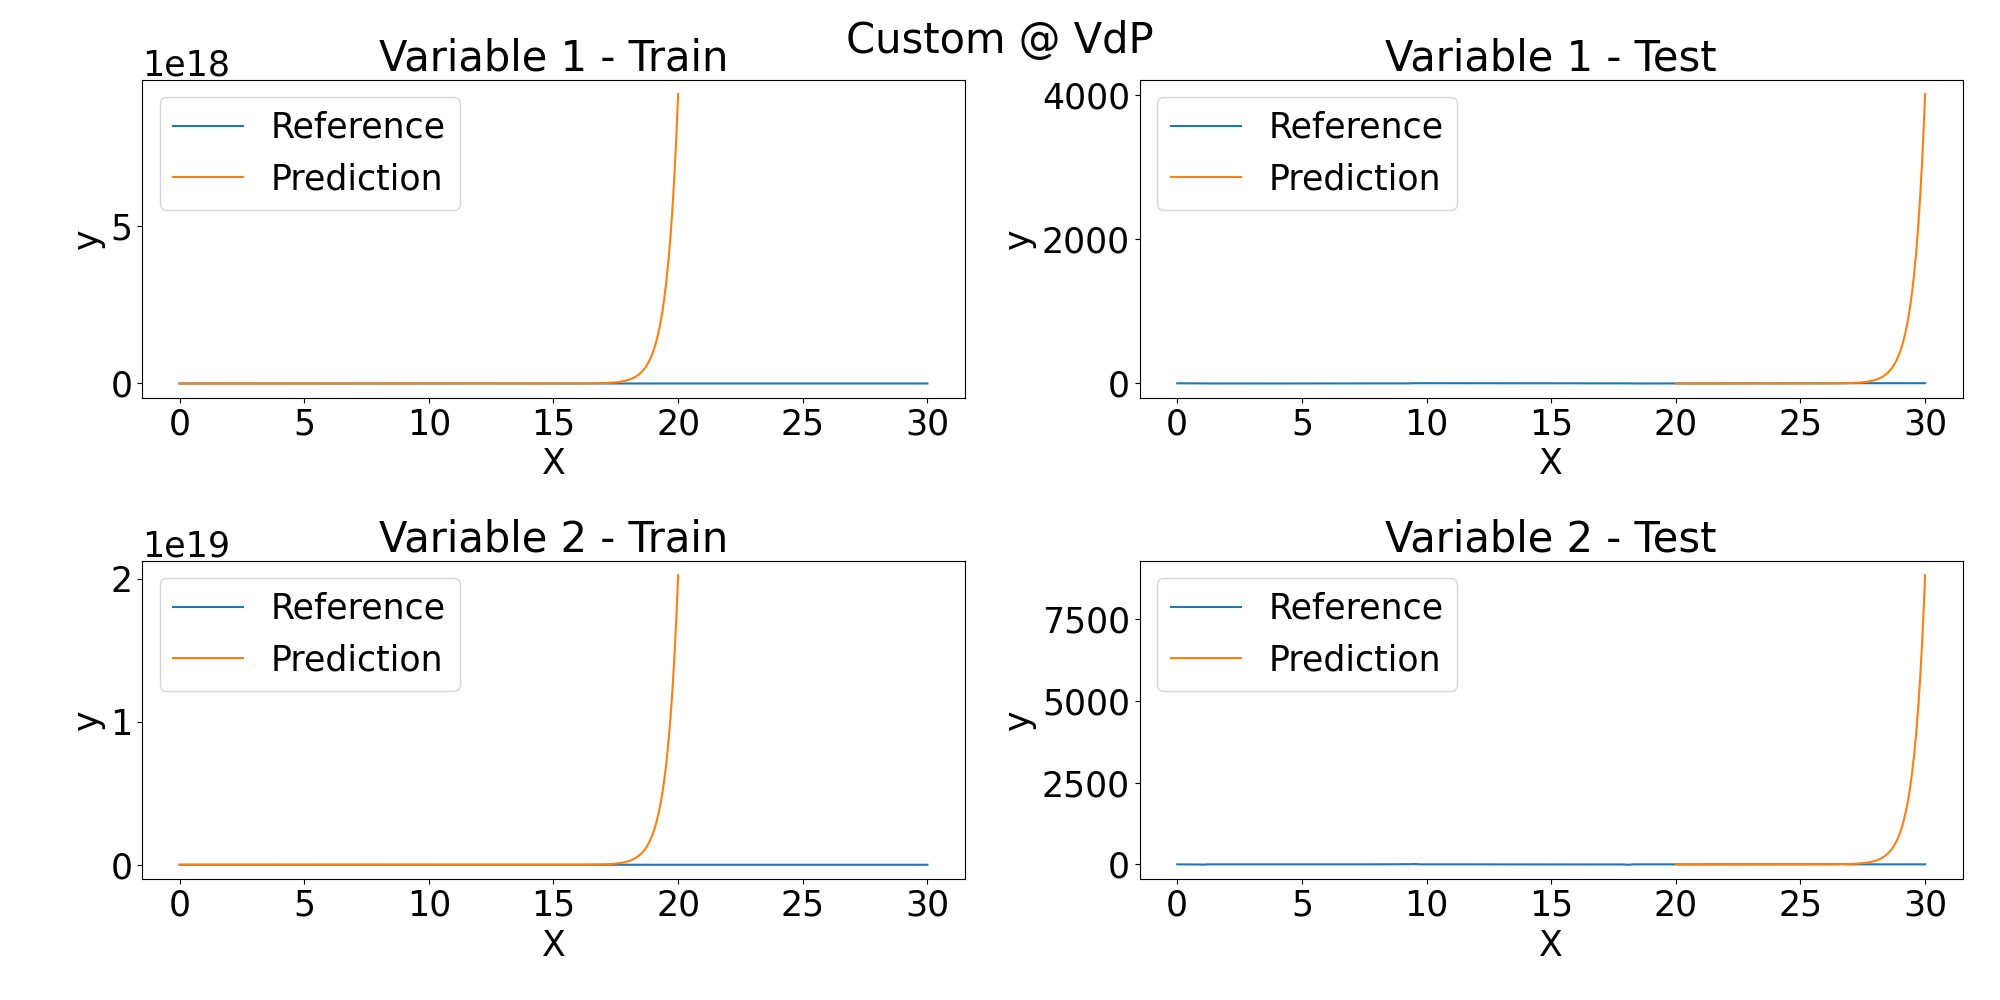 Custom @ VdP
Variable 1 - Train
1e18
Reference
Prediction
y
5
0
0 5 10 15 20 25 30
X
Variable 1 - Test
Reference
Prediction
y
4000
2000
0
0 5 10 15 20 25 30
X
Variable 2 - Train
1e19
Reference
Prediction
y
2
1
0
0 5 10 15 20 25 30
X
Variable 2 - Test
Reference
Prediction
y
7500
5000
2500
0
0 5 10 15 20 25 30
X